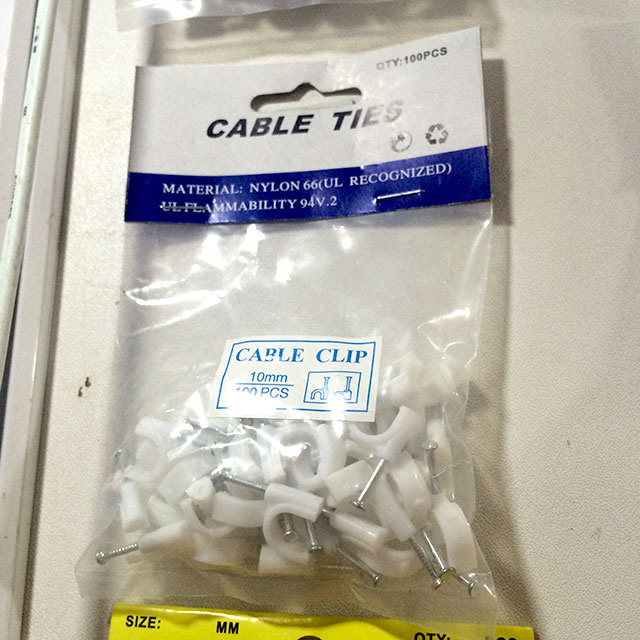 QTY:100PCS
CABLE TIES
MATERIAL: NYLON 66(UL RECOGNIZED)
UL FLAMMABILITY 94V.2
CABLE CLIP
10mm
100 PCS
SIZE: MM
QTY: